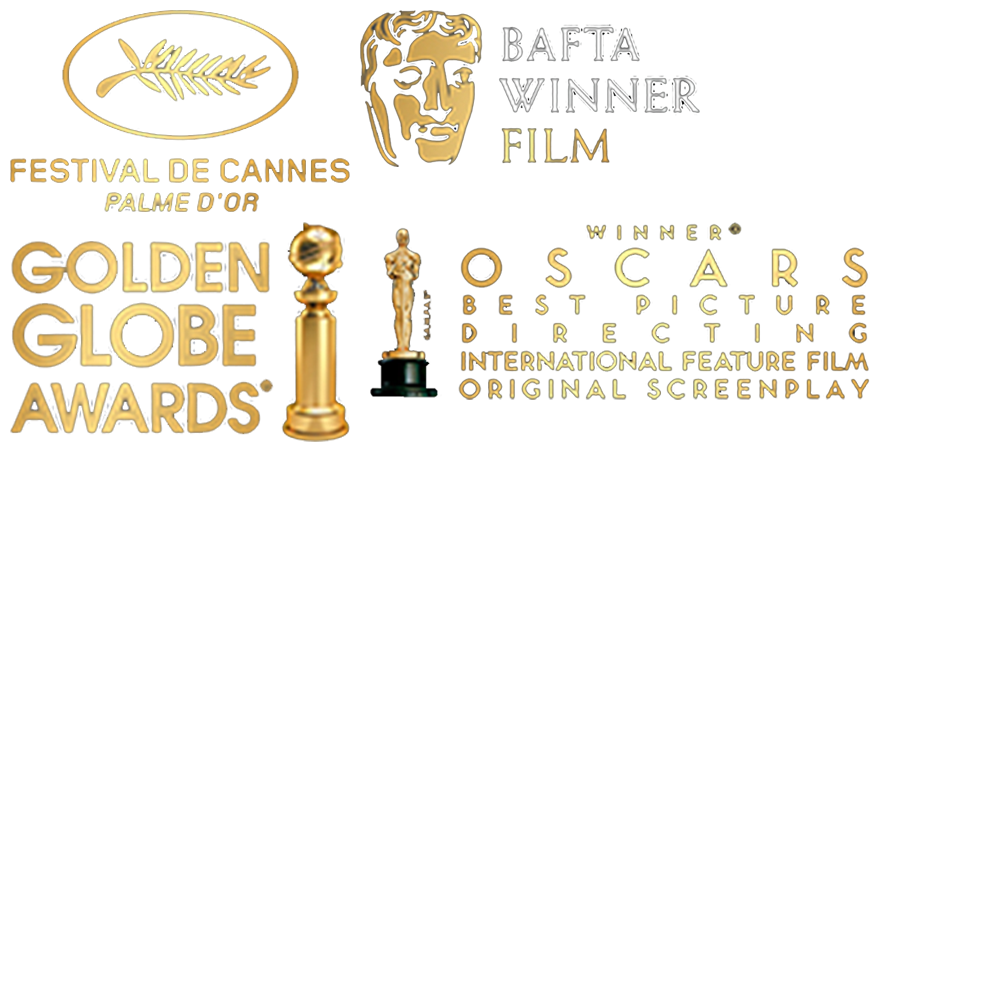 FESTIVAL DE CANNES
PALME D'OR
BAFTA
WINNER
FILM
GOLDEN
GLOBE
AWARDS
WINNER
OSCARS
BEST PICTURE
DIRECTING
INTERNATIONAL FEATURE FILM
ORIGINAL SCREENPLAY